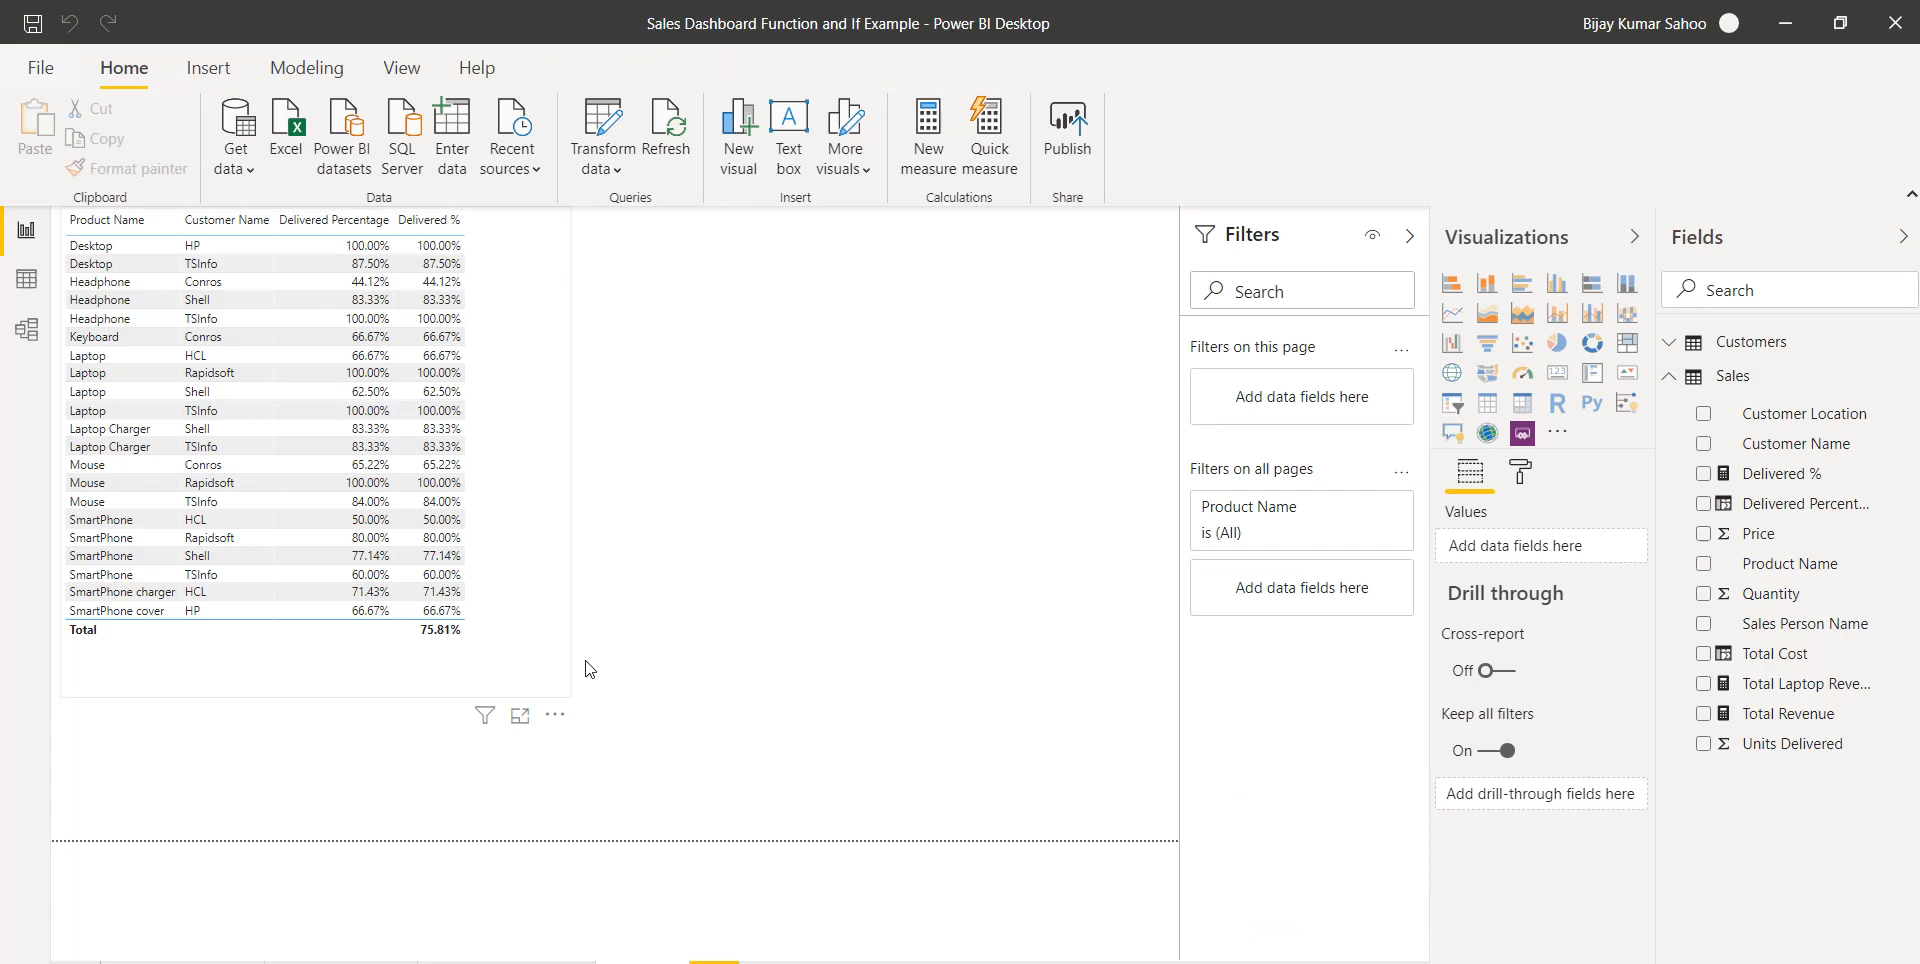 Sales Dashboard Function and If Example - Power BI Desktop
Bijay Kumar Sahoo
File Home Insert Modeling View Help
Paste
Cut
Copy
Format painter
Clipboard
Get data
Excel
Power BI datasets
SQL Server
Enter data
Recent sources
Data
Transform data
Refresh
Queries
New visual
Text box
More visuals
Insert
New measure
Quick measure
Calculations
Publish
Share
Product Name Customer Name Delivered Percentage Delivered %
Desktop HP 100.00% 100.00%
Desktop TSInfo 87.50% 87.50%
Headphone Conros 44.12% 44.12%
Headphone Shell 83.33% 83.33%
Headphone TSInfo 100.00% 100.00%
Keyboard Conros 66.67% 66.67%
Laptop HCL 66.67% 66.67%
Laptop Rapidsoft 100.00% 100.00%
Laptop Shell 62.50% 62.50%
Laptop TSInfo 100.00% 100.00%
Laptop Charger Shell 83.33% 83.33%
Laptop Charger TSInfo 83.33% 83.33%
Mouse Conros 65.22% 65.22%
Mouse Rapidsoft 100.00% 100.00%
Mouse TSInfo 84.00% 84.00%
SmartPhone HCL 50.00% 50.00%
SmartPhone Rapidsoft 80.00% 80.00%
SmartPhone Shell 77.14% 77.14%
SmartPhone TSInfo 60.00% 60.00%
SmartPhone charger HCL 71.43% 71.43%
SmartPhone cover HP 66.67% 66.67%
Total 75.81%
Filters
Search
Filters on this page ...
Add data fields here
Filters on all pages ...
Product Name
is (All)
Add data fields here
Visualizations
123
R
Py
...
Values
Add data fields here
Drill through
Cross-report
Off
Keep all filters
On
Add drill-through fields here
Fields
Search
Customers
Sales
Customer Location
Customer Name
Delivered %
Delivered Percent...
Σ Price
Product Name
Σ Quantity
Sales Person Name
Total Cost
Total Laptop Reve...
Total Revenue
Σ Units Delivered